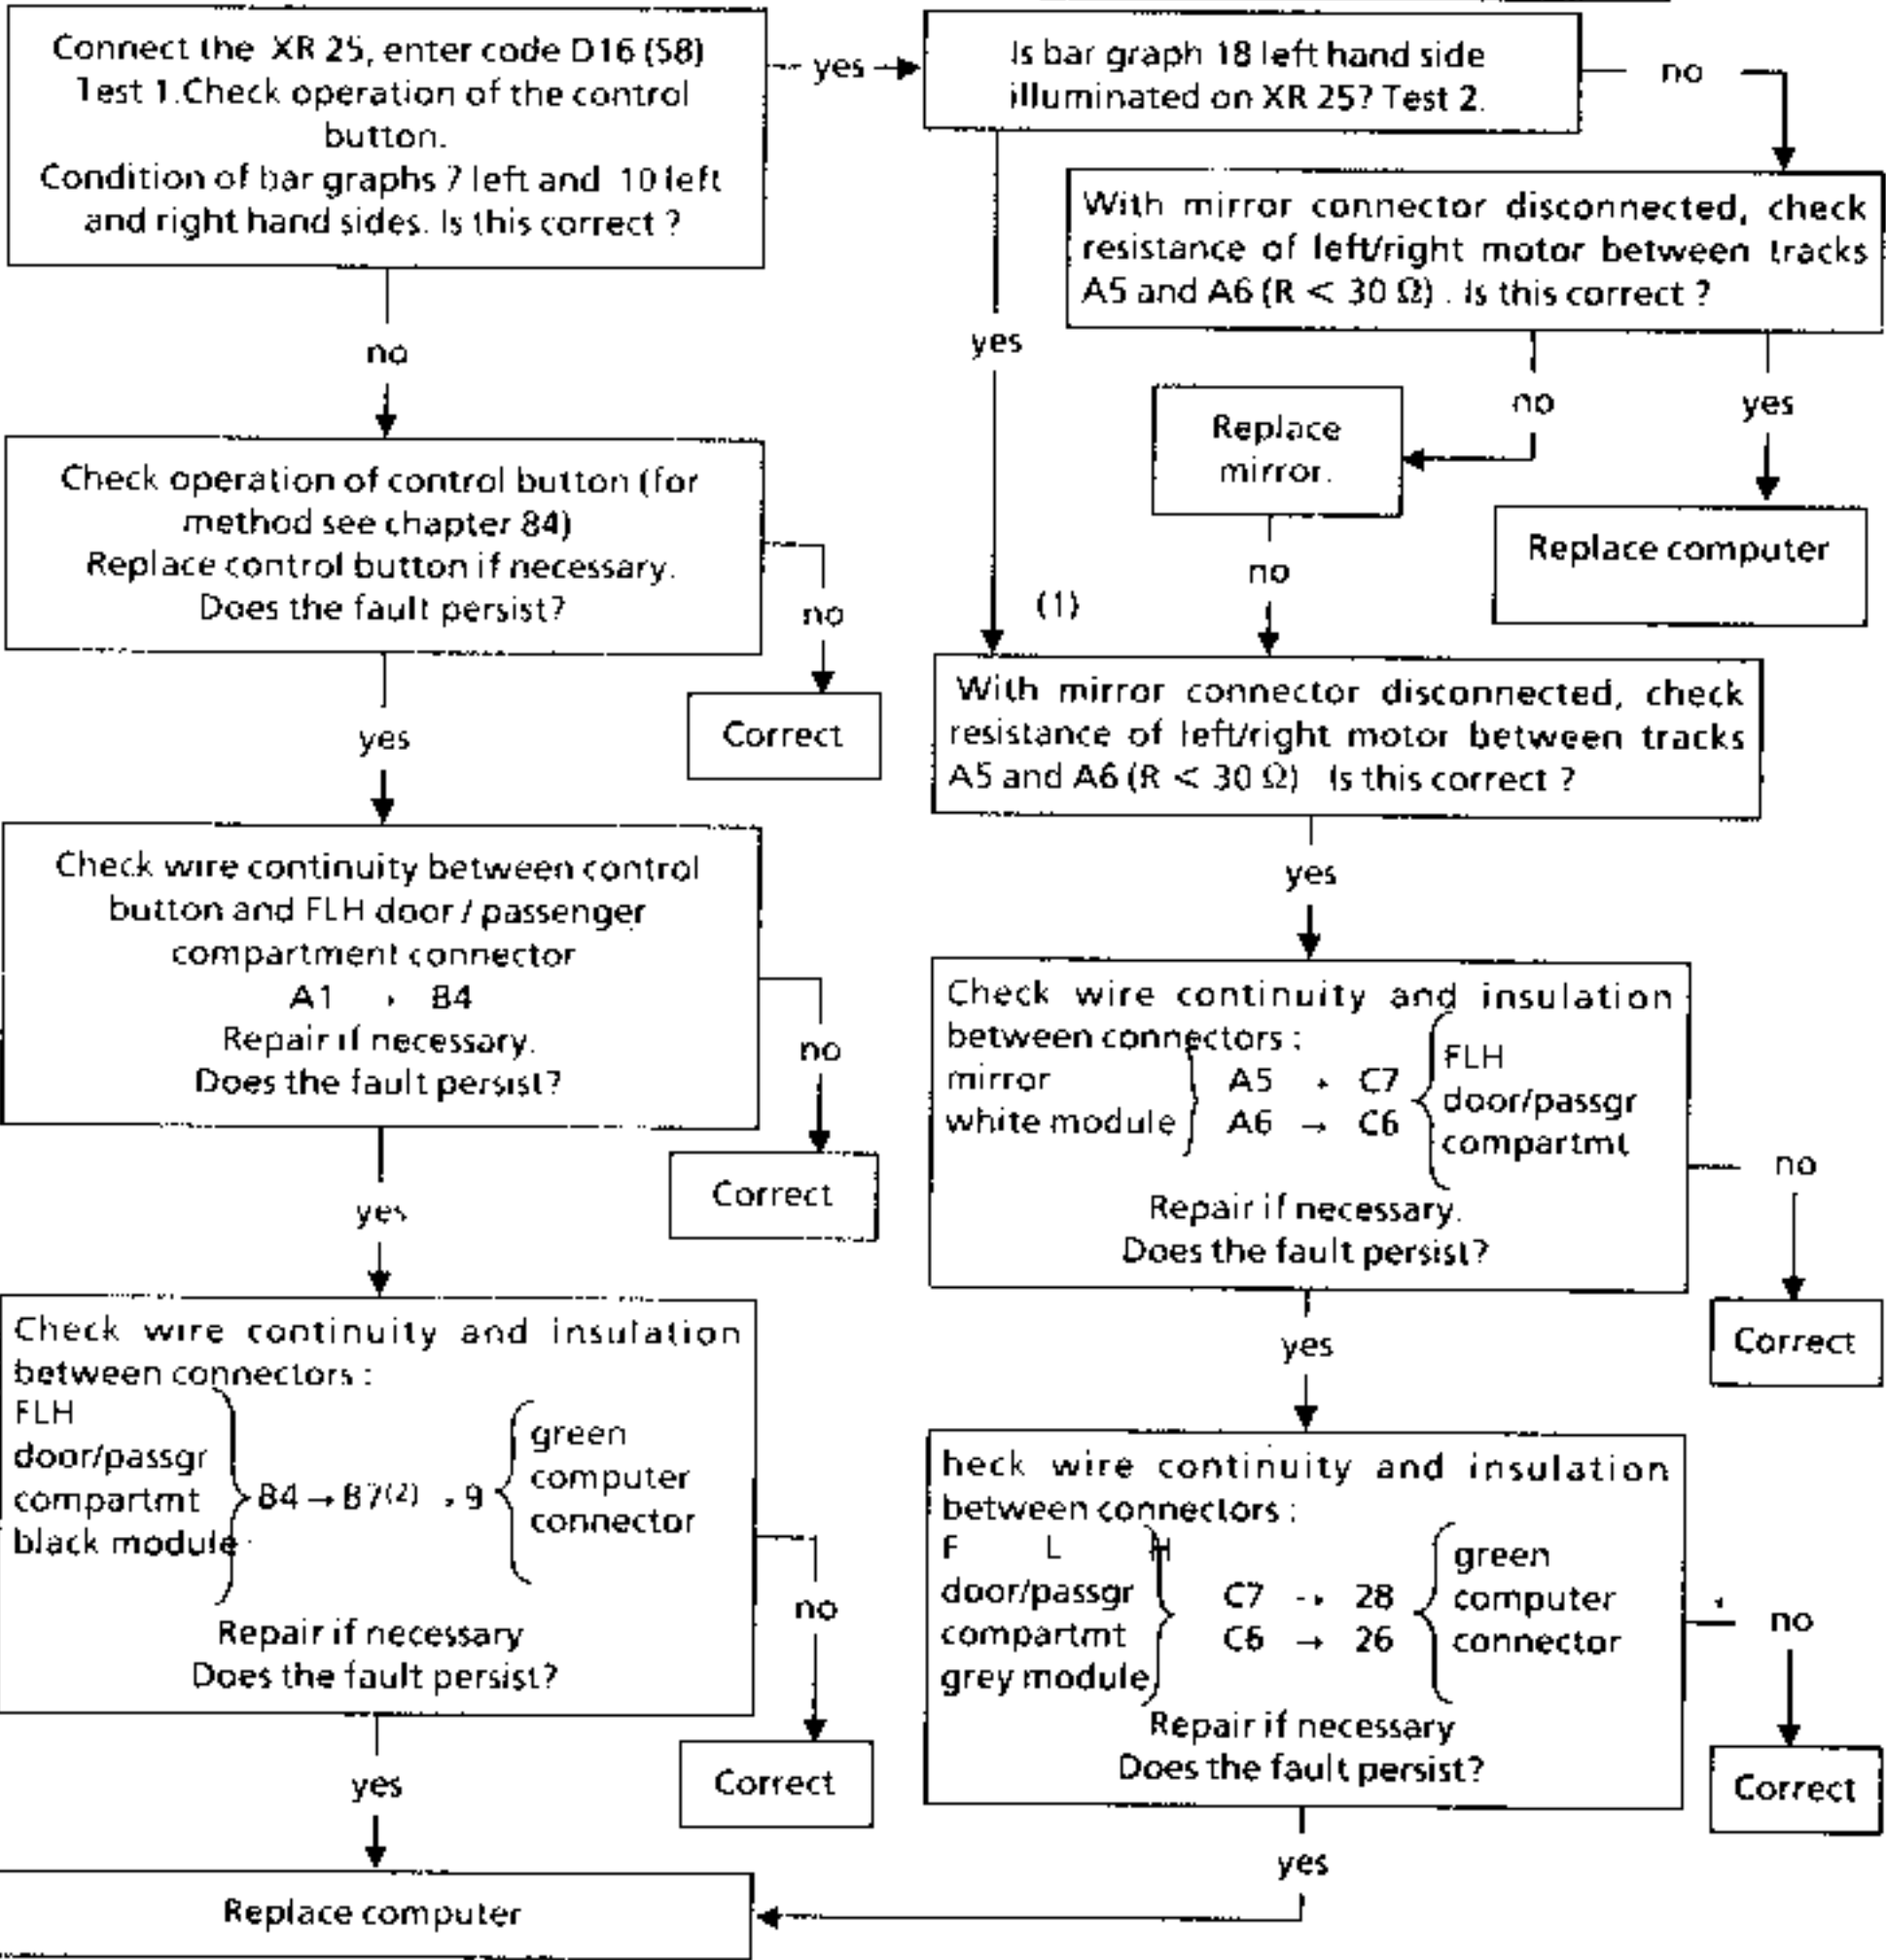 Connect the XR 25, enter code D16 (S8)
Test 1.Check operation of the control
button.
Condition of bar graphs 7 left and 10 left
and right hand sides. Is this correct ?
yes
Is bar graph 18 left hand side
illuminated on XR 25? Test 2.
no
With mirror connector disconnected, check
resistance of left/right motor between tracks
A5 and A6 (R < 30 Ω) . Is this correct ?
no
yes
no
yes
Replace
mirror.
Replace computer
no
(1)
Check operation of control button (for
method see chapter 84)
Replace control button if necessary.
Does the fault persist?
no
Correct
yes
With mirror connector disconnected, check
resistance of left/right motor between tracks
A5 and A6 (R < 30 Ω) Is this correct ?
yes
Check wire continuity between control
button and FLH door / passenger
compartment connector
A1 → B4
Repair if necessary.
Does the fault persist?
no
Correct
yes
Check wire continuity and insulation
between connectors :
mirror
white module
A5 → C7
A6 → C6
FLH
door/passgr
compartmt
Repair if necessary.
Does the fault persist?
no
Correct
yes
Check wire continuity and insulation
between connectors :
FLH
door/passgr
compartmt
black module
B4 → B7(2) → 9
green
computer
connector
Repair if necessary
Does the fault persist?
no
Correct
yes
heck wire continuity and insulation
between connectors :
F L H
door/passgr
compartmt
grey module
C7 → 28
C6 → 26
green
computer
connector
Repair if necessary
Does the fault persist?
no
Correct
yes
Replace computer